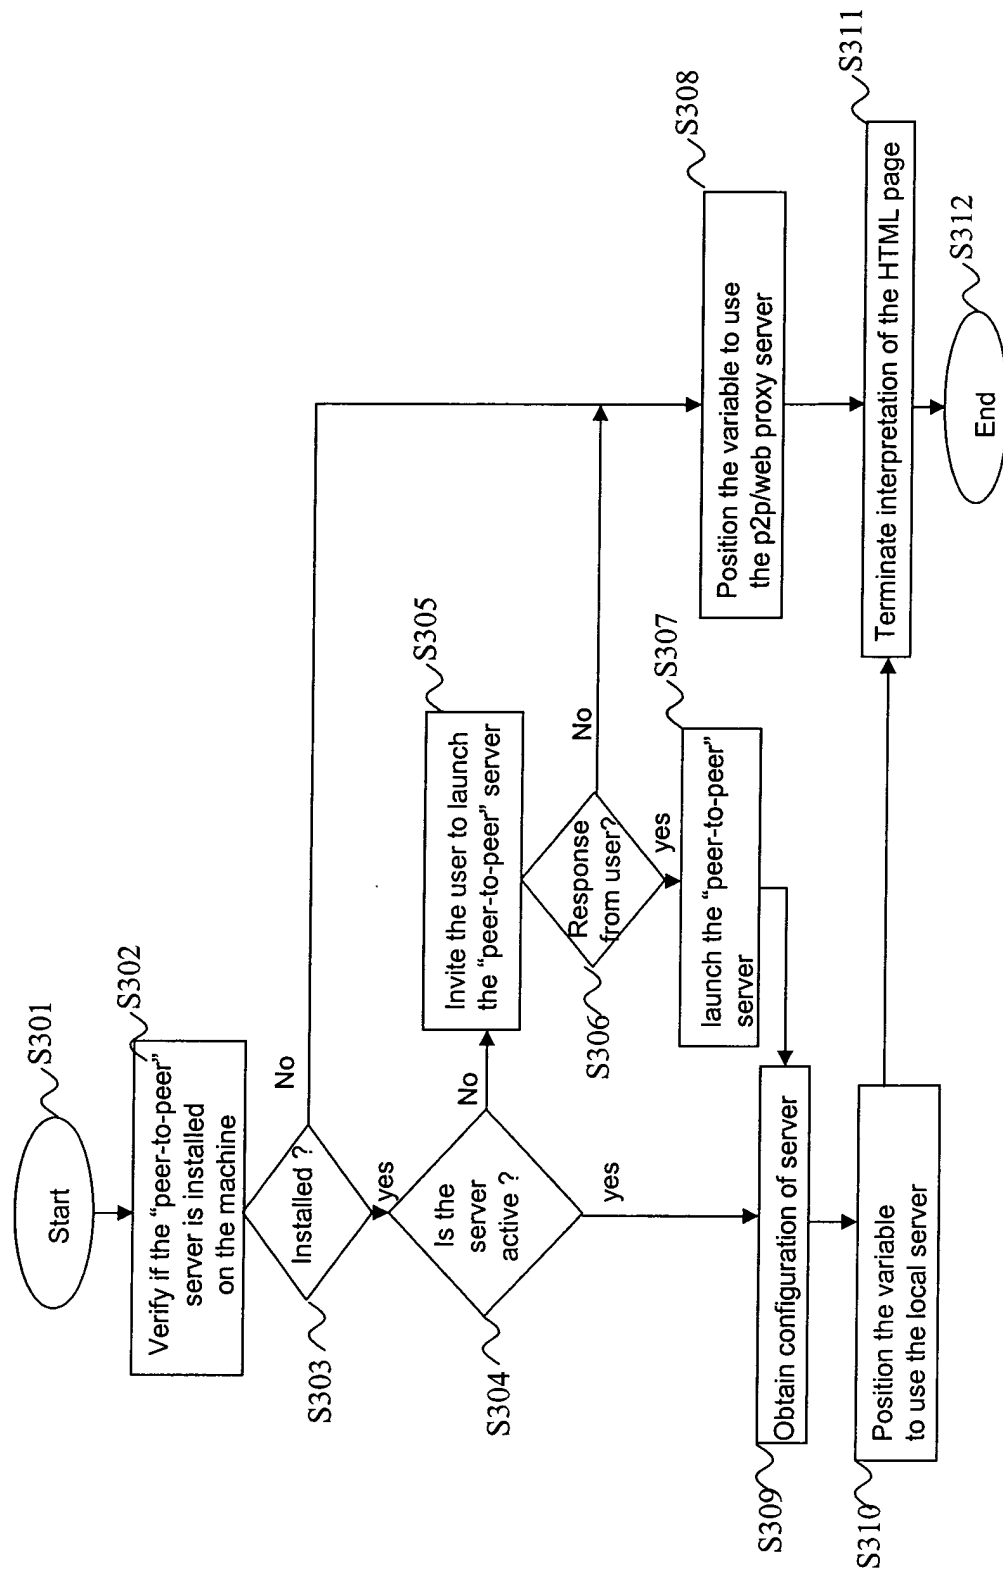 Start
S301
Verify if the “peer-to-peer”
server is installed
on the machine
S302
Installed ?
No
yes
S303
Is the
server
active ?
No
yes
S304
Invite the user to launch
the “peer-to-peer” server
S305
Response
from user?
No
yes
S306
launch the “peer-to-peer”
server
S307
Position the variable to use
the p2p/web proxy server
S308
Obtain configuration of server
S309
Position the variable
to use the local server
S310
Terminate interpretation of the HTML page
S311
End
S312